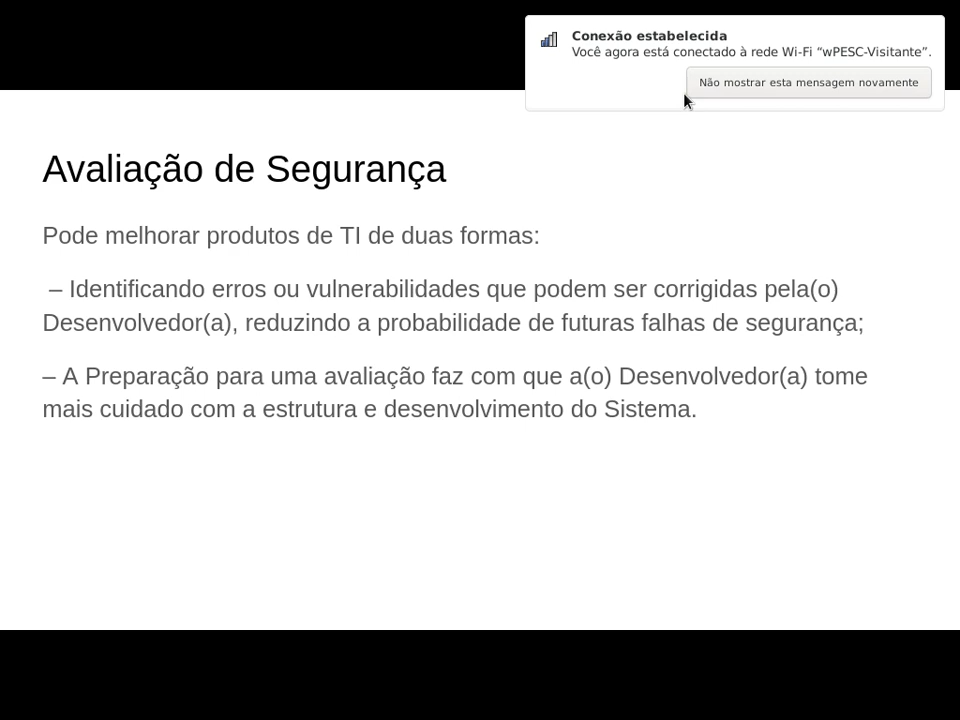 Conexão estabelecida
Você agora está conectado à rede Wi-Fi “wPESC-Visitante”.
Não mostrar esta mensagem novamente
Avaliação de Segurança
Pode melhorar produtos de TI de duas formas:
– Identificando erros ou vulnerabilidades que podem ser corrigidas pela(o)
Desenvolvedor(a), reduzindo a probabilidade de futuras falhas de segurança;
– A Preparação para uma avaliação faz com que a(o) Desenvolvedor(a) tome
mais cuidado com a estrutura e desenvolvimento do Sistema.